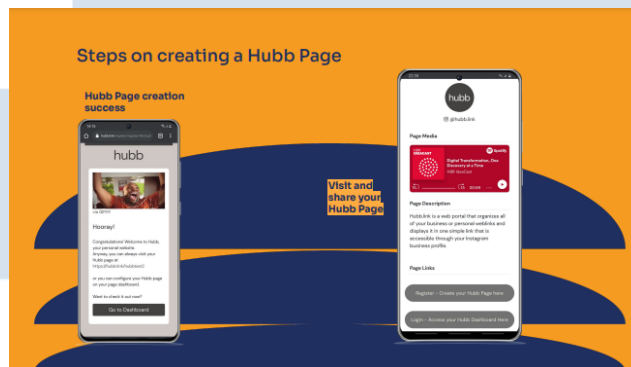 Steps on creating a Hubb Page
Hubb Page creation
success
hubb
via GIPHY
Hooray!
Congratulations! Welcome to Hubb,
your personal website.
Anyway, you can always visit your
Hubb page at
or you can configure your Hubb page
on your page dashboard.
Want to check it out now?
Go to Dashboard
Visit and
share your
Hubb Page
hubb
@hubb.link
Page Media
Spotify
Digital Transformation, One
Discovery at a Time
HBR IdeaCast
Page Description
Hubb.link is a web portal that organizes all
of your business or personal weblinks and
displays it in one simple link that is
accessible through your Instagram
business profile.
Page Links
Register - Create your Hubb Page here
Login - Access your Hubb Dashboard Here